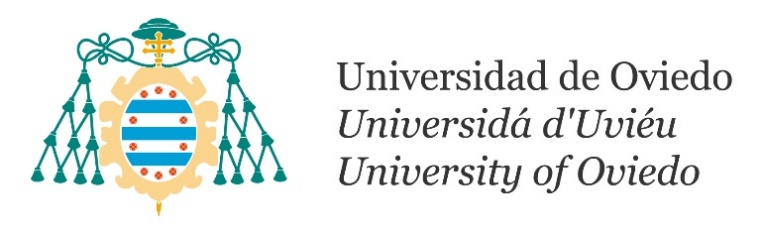 Universidad de Oviedo
Universidá d'Uviéu
University of Oviedo